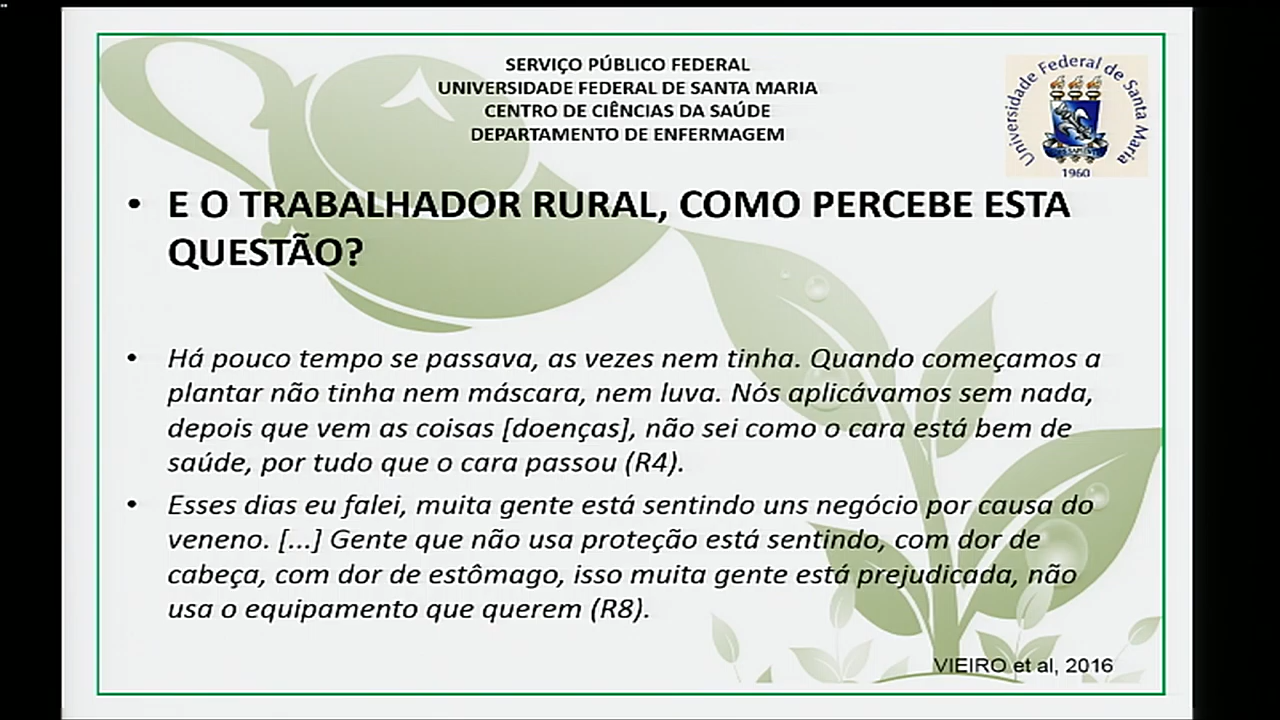 SERVIÇO PÚBLICO FEDERAL
UNIVERSIDADE FEDERAL DE SANTA MARIA
CENTRO DE CIÊNCIAS DA SAÚDE
DEPARTAMENTO DE ENFERMAGEM
Universidade Federal de Santa Maria
1960
• E O TRABALHADOR RURAL, COMO PERCEBE ESTA
QUESTÃO?
• Há pouco tempo se passava, as vezes nem tinha. Quando começamos a
plantar não tinha nem máscara, nem luva. Nós aplicávamos sem nada,
depois que vem as coisas [doenças], não sei como o cara está bem de
saúde, por tudo que o cara passou (R4).
• Esses dias eu falei, muita gente está sentindo uns negócio por causa do
veneno. [...] Gente que não usa proteção está sentindo, com dor de
cabeça, com dor de estômago, isso muita gente está prejudicada, não
usa o equipamento que querem (R8).
VIEIRO et al, 2016